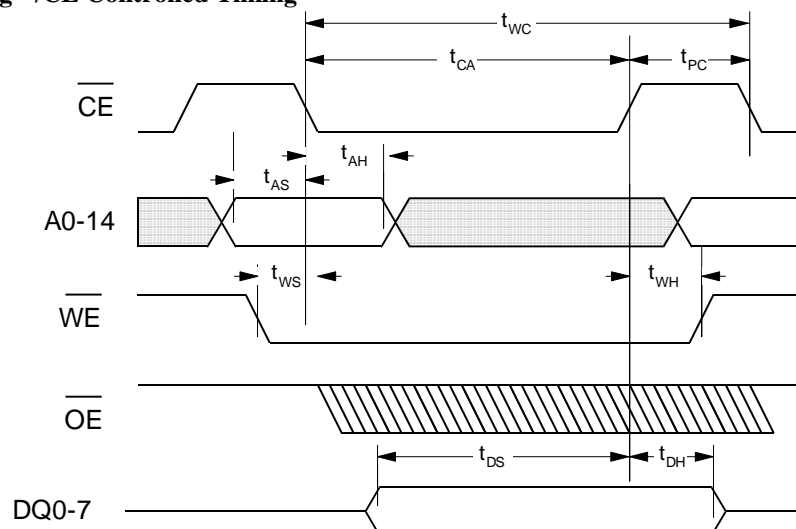 /CE Controlled Timing
tWC
tCA tPC
CE
tAH
tAS
A0-14
tWS tWH
WE
OE
tDS tDH
DQ0-7